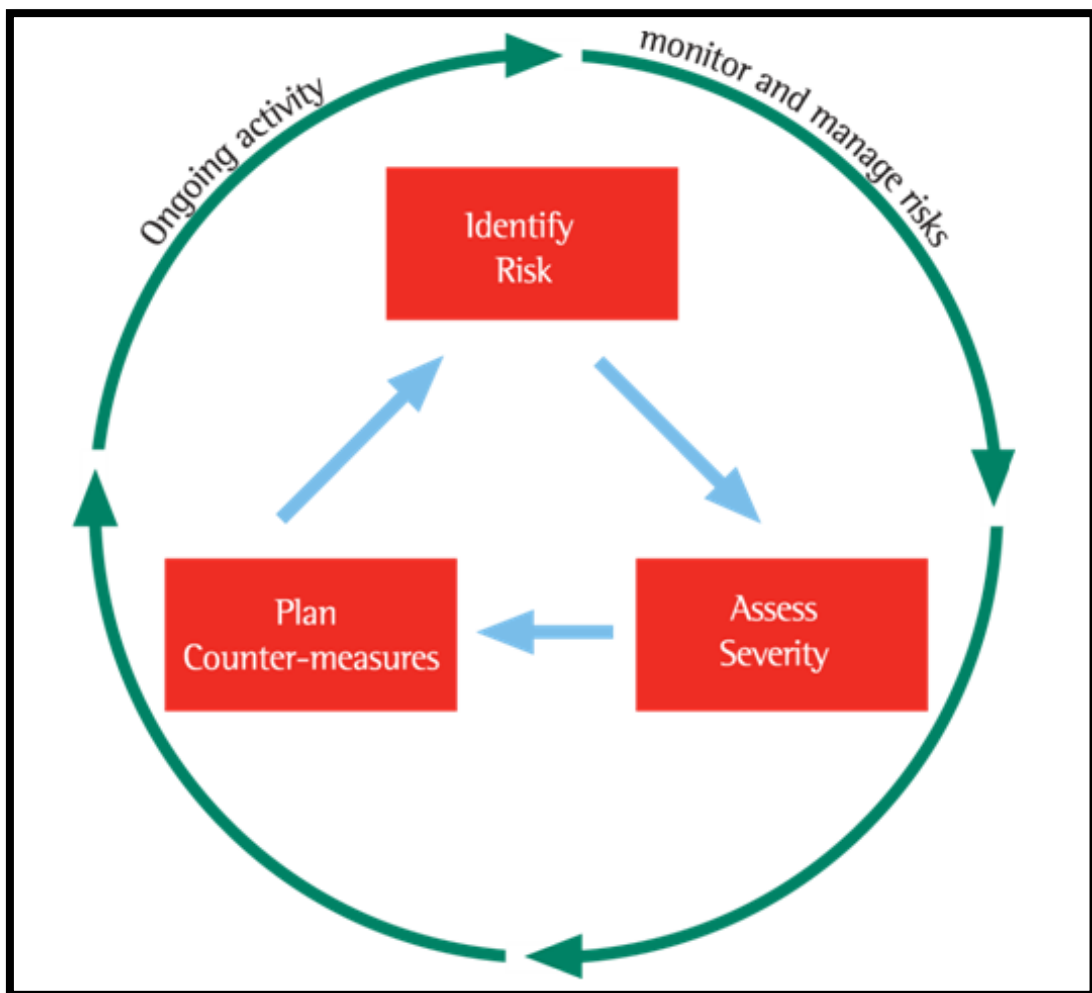 Ongoing activity
monitor and manage risks
Identify
Risk
Plan
Counter-measures
Assess
Severity